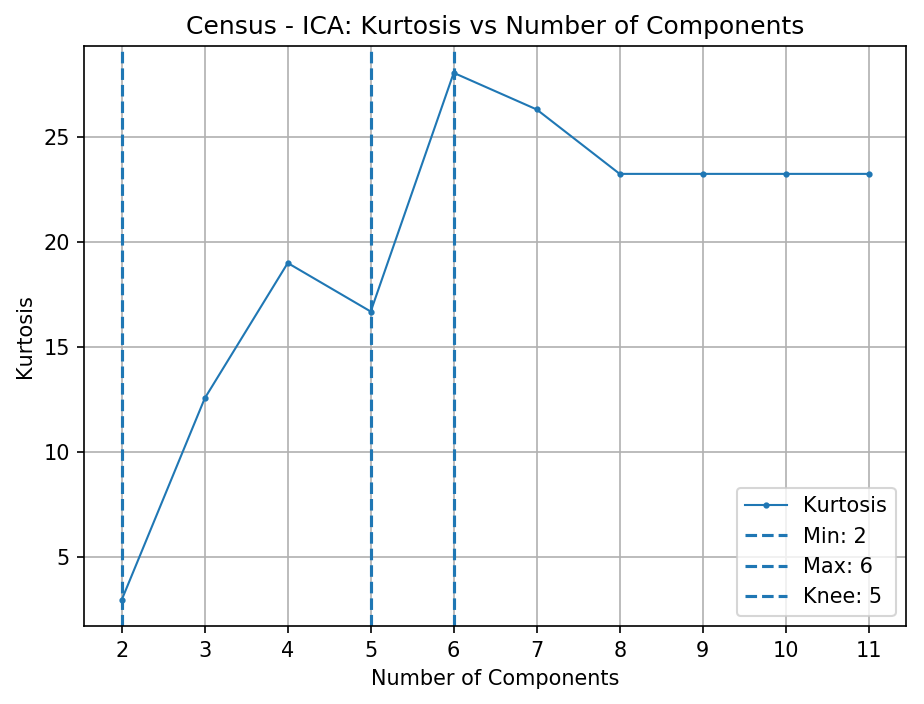 Census - ICA: Kurtosis vs Number of Components
Kurtosis
25
20
15
10
5
2 3 4 5 6 7 8 9 10 11
Number of Components
Kurtosis
Min: 2
Max: 6
Knee: 5